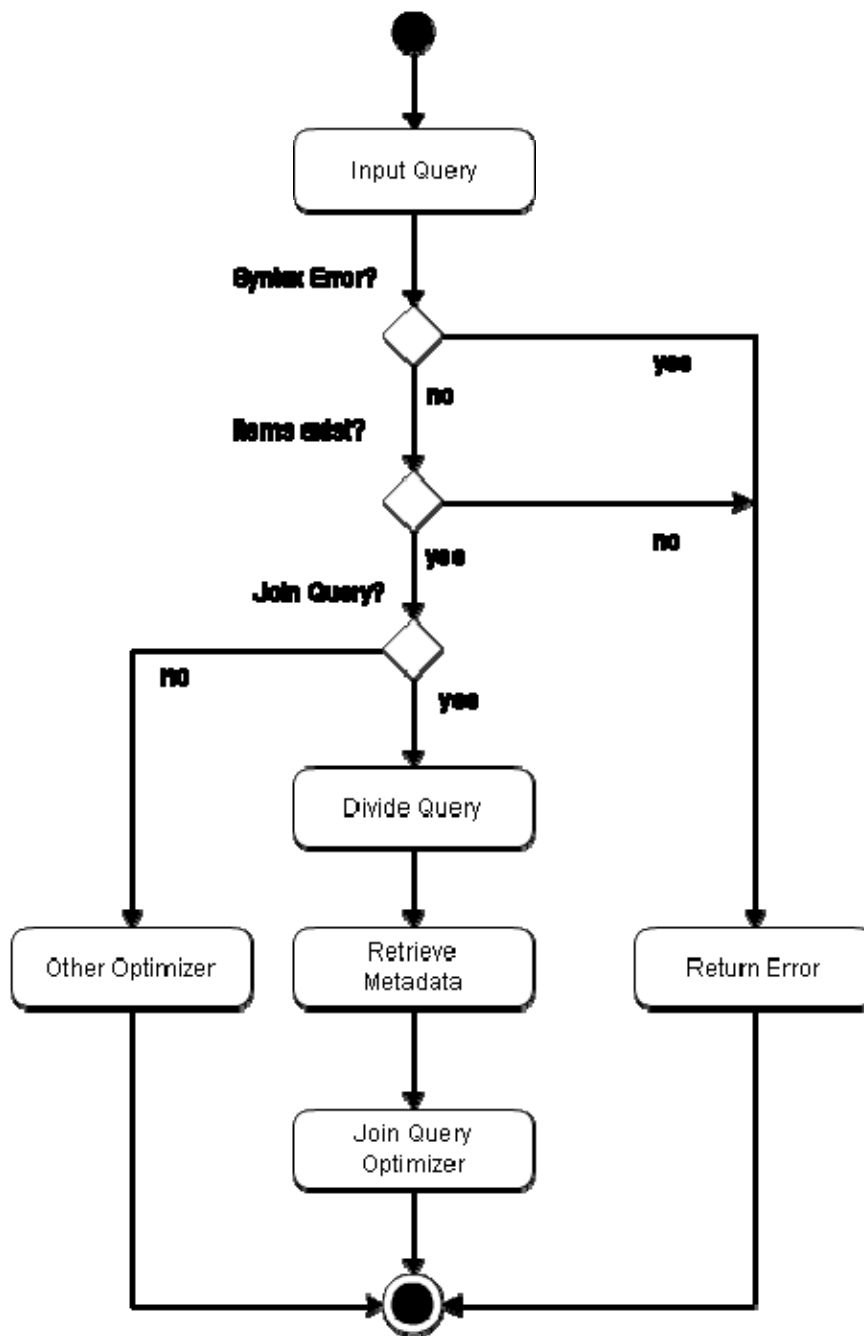 Input Query
Syntax Error?
yes
no
Items exist?
no
yes
Join Query?
No
yes
Divide Query
Other Optimizer
Retrieve
Metadata
Return Error
Join Query
Optimizer